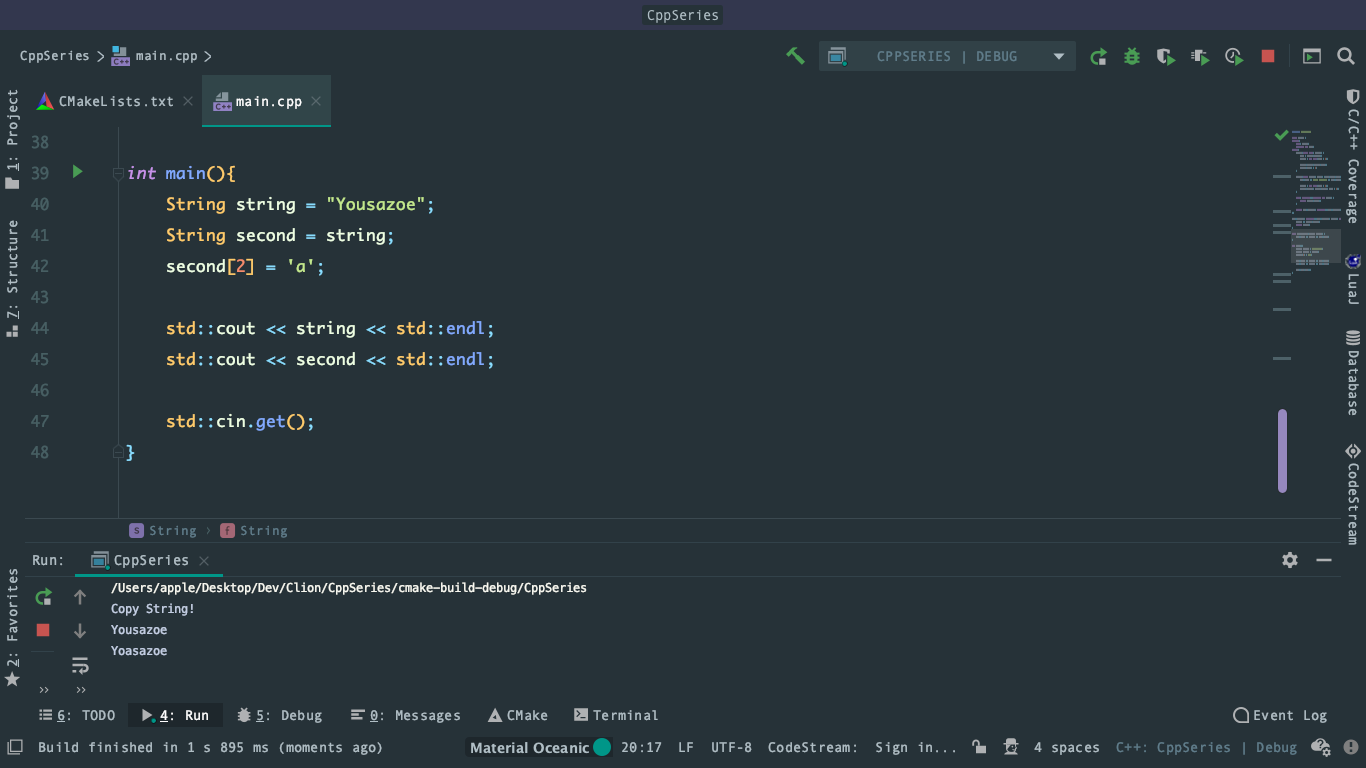 CppSeries
CppSeries > main.cpp >
CPPSERIES | DEBUG
CMakeLists.txt
main.cpp
1: Project
Z: Structure
2: Favorites
C/C++ Coverage
LuaJ
Database
CodeStream
38
39 int main(){
40 String string = "Yousazoe";
41 String second = string;
42 second[2] = 'a';
43
44 std::cout << string << std::endl;
45 std::cout << second << std::endl;
46
47 std::cin.get();
48 }
s String › f String
Run: CppSeries
/Users/apple/Desktop/Dev/Clion/CppSeries/cmake-build-debug/CppSeries
Copy String!
Yousazoe
Yoasazoe
6: TODO 4: Run 5: Debug 0: Messages CMake Terminal Event Log
Build finished in 1 s 895 ms (moments ago) Material Oceanic 20:17 LF UTF-8 CodeStream: Sign in... 4 spaces C++: CppSeries | Debug